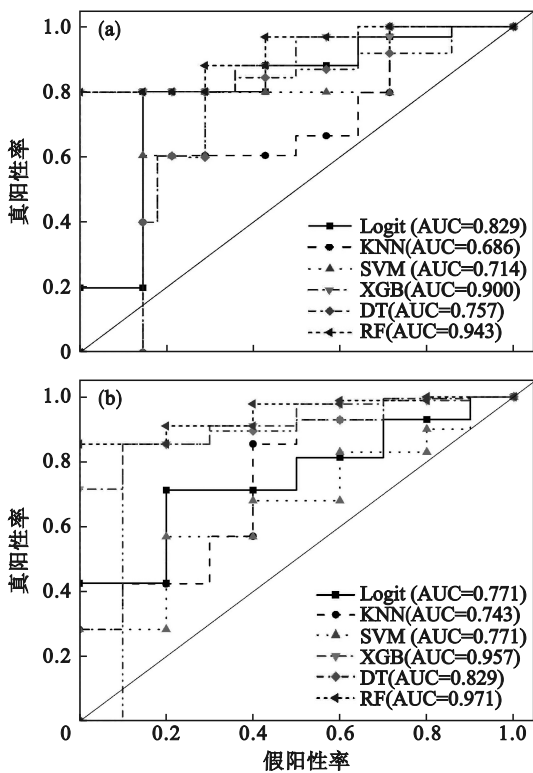 (a)
1.0
0.8
0.6
0.4
0.2
0
真阳性率
Logit (AUC=0.829)
KNN(AUC=0.686)
SVM (AUC=0.714)
XGB(AUC=0.900)
DT(AUC=0.757)
RF(AUC=0.943)
(b)
1.0
0.8
0.6
0.4
0.2
0
真阳性率
Logit (AUC=0.771)
KNN(AUC=0.743)
SVM (AUC=0.771)
XGB(AUC=0.957)
DT(AUC=0.829)
RF(AUC=0.971)
0.2 0.4 0.6 0.8 1.0
假阳性率